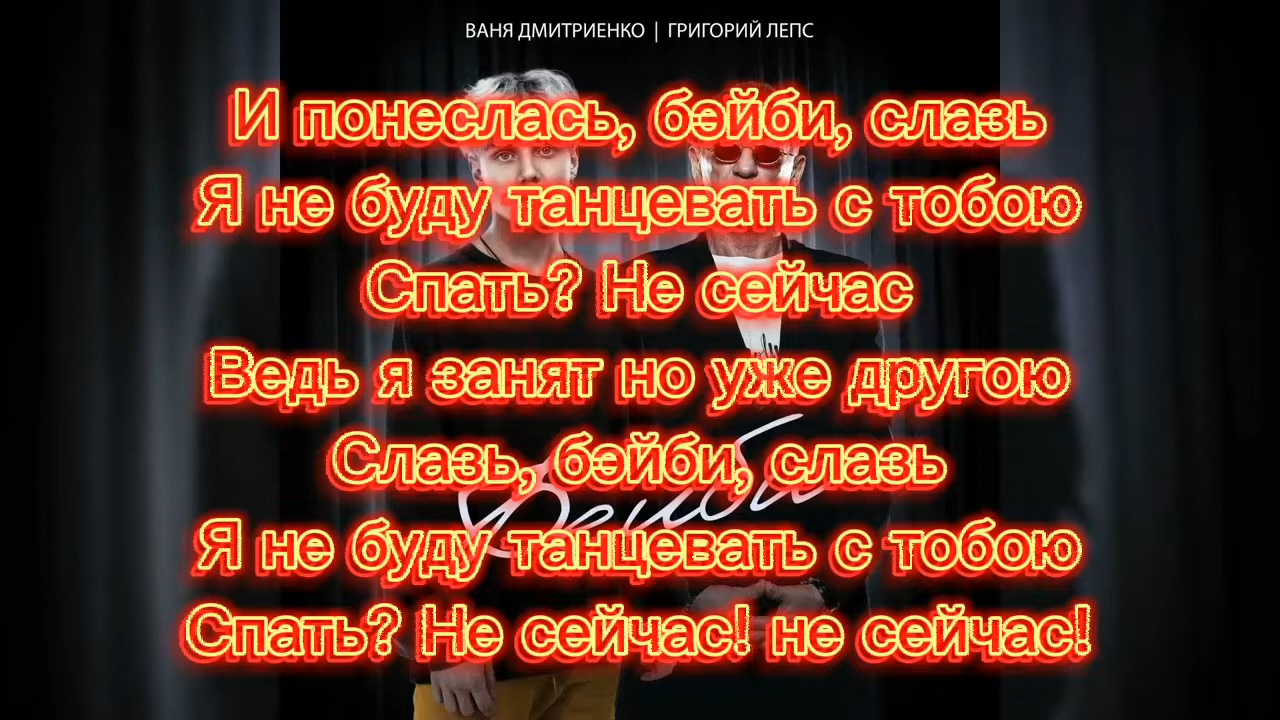 ВАНЯ ДМИТРИЕНКО | ГРИГОРИЙ ЛЕПС
И понеслась, бэйби, слазь
Я не буду танцевать с тобою
Спать? Не сейчас
Ведь я занят но уже другою
Слазь, бэйби, слазь
Я не буду танцевать с тобою
Спать? Не сейчас! не сейчас!